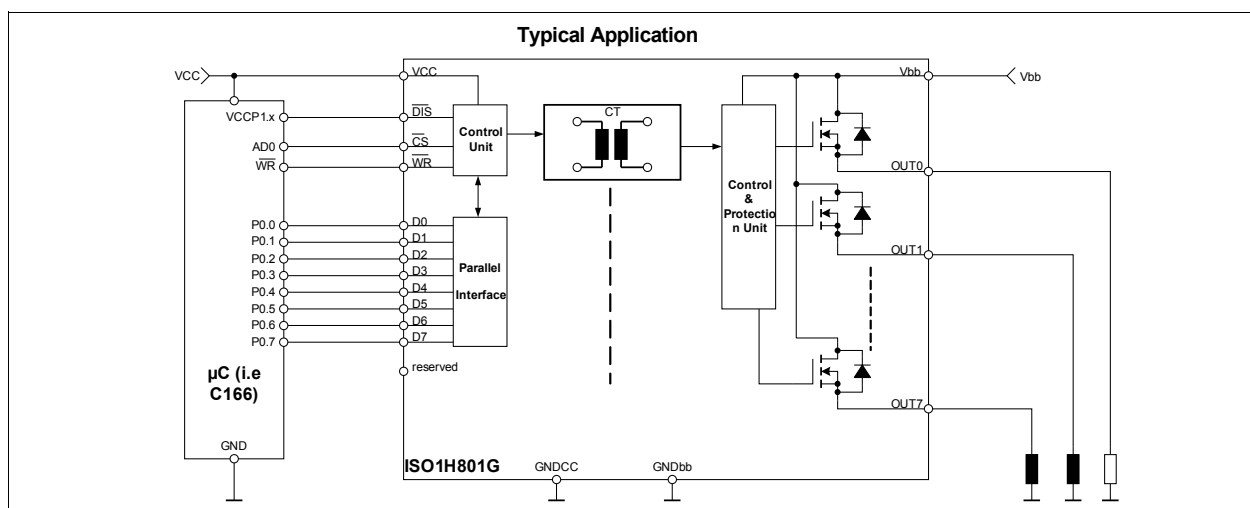 Typical Application
VCC
VCC
Vbb
Vbb
VCCP1.x
DIS
CT
Control
Unit
AD0
CS
WR
WR
OUT0
Control
&
Protectio
n Unit
P0.0
D0
P0.1
D1
P0.2
D2
P0.3
D3
P0.4
D4
P0.5
D5
P0.6
D6
P0.7
D7
Parallel
Interface
OUT1
reserved
µC (i.e
C166)
OUT7
GND
ISO1H801G
GNDCC
GNDbb